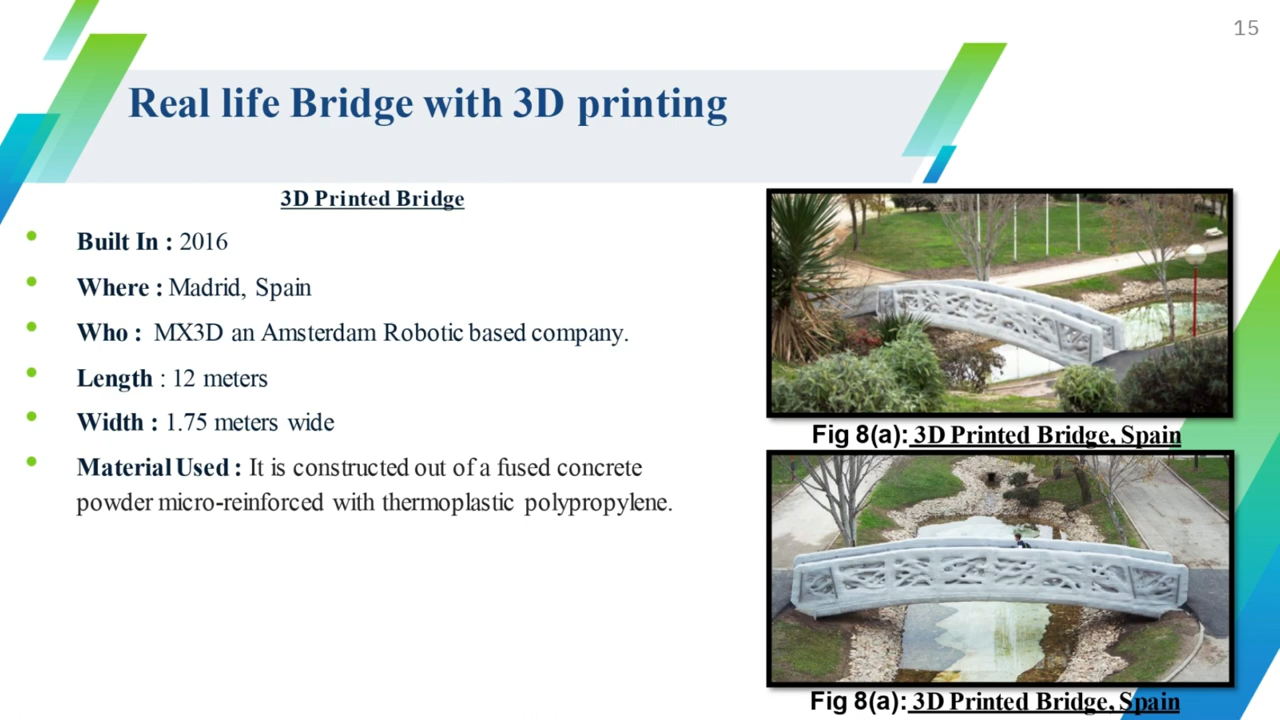 15
Real life Bridge with 3D printing
3D Printed Bridge
• Built In : 2016
• Where : Madrid, Spain
• Who : MX3D an Amsterdam Robotic based company.
• Length : 12 meters
• Width : 1.75 meters wide
• Material Used : It is constructed out of a fused concrete
powder micro-reinforced with thermoplastic polypropylene.
Fig 8(a): 3D Printed Bridge, Spain
Fig 8(a): 3D Printed Bridge, Spain